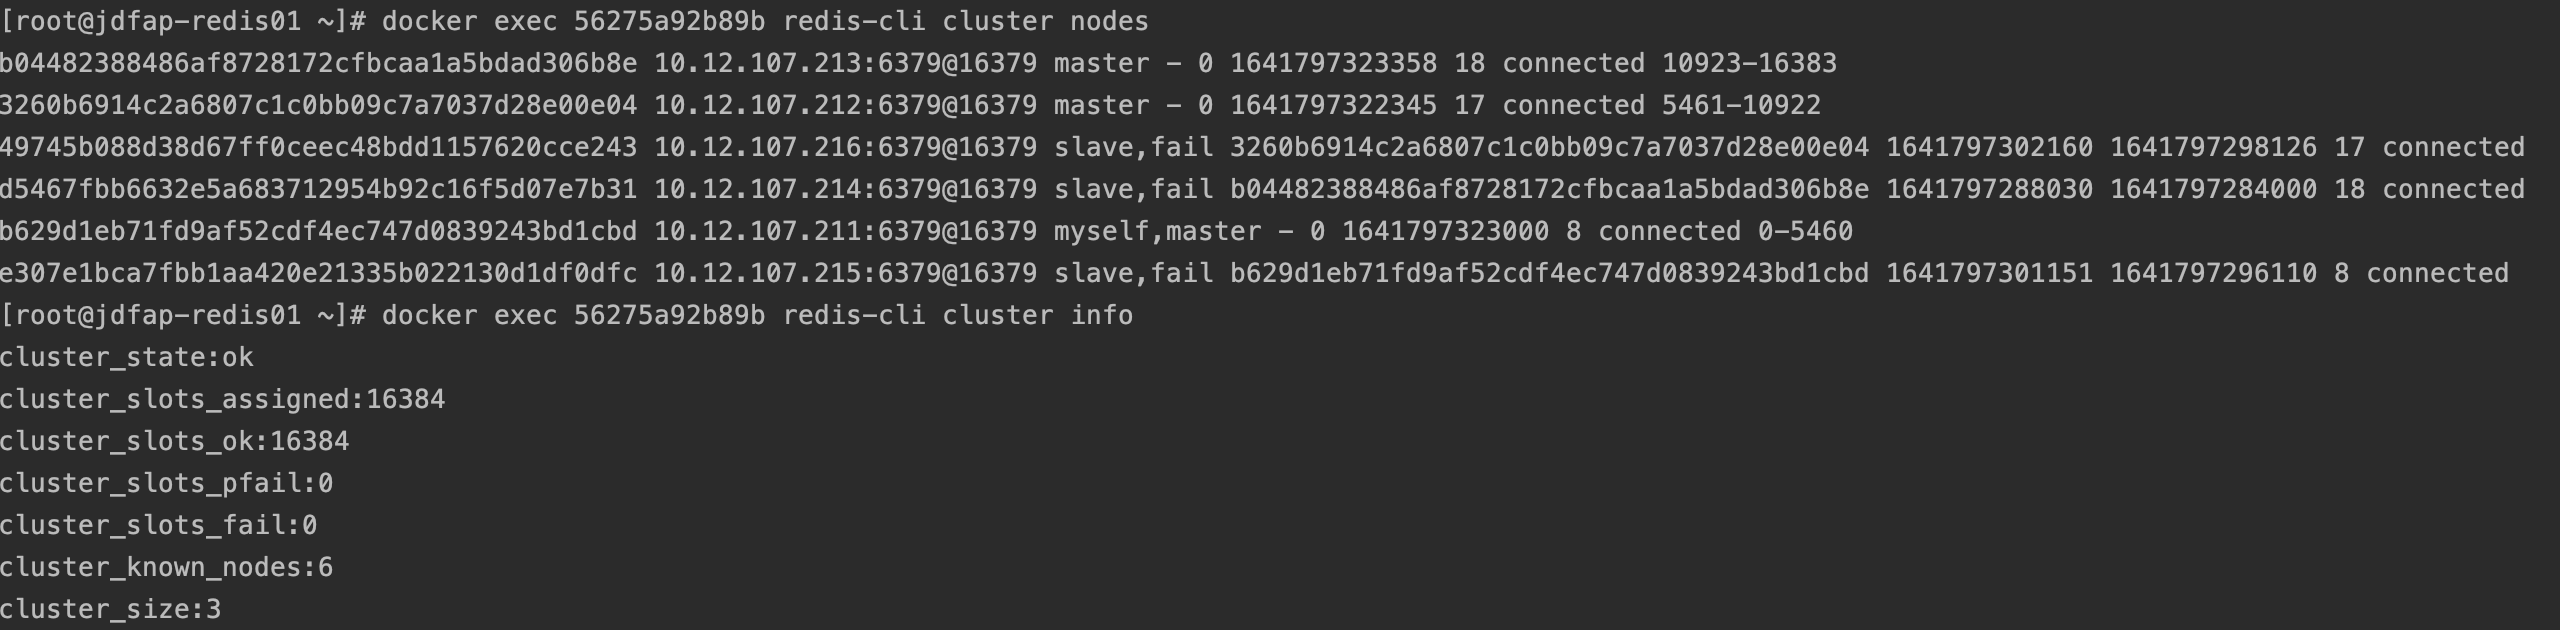 [root@jdfap-redis01 ~]# docker exec 56275a92b89b redis-cli cluster nodes
b04482388486af8728172cfbcaa1a5bdad306b8e 10.12.107.213:6379@16379 master - 0 1641797323358 18 connected 10923-16383
3260b6914c2a6807c1c0bb09c7a7037d28e00e04 10.12.107.212:6379@16379 master - 0 1641797322345 17 connected 5461-10922
49745b088d38d67ff0ceec48bdd1157620cce243 10.12.107.216:6379@16379 slave,fail 3260b6914c2a6807c1c0bb09c7a7037d28e00e04 1641797302160 1641797298126 17 connected
d5467fbb6632e5a683712954b92c16f5d07e7b31 10.12.107.214:6379@16379 slave,fail b04482388486af8728172cfbcaa1a5bdad306b8e 1641797288030 1641797284000 18 connected
b629d1eb71fd9af52cdf4ec747d0839243bd1cbd 10.12.107.211:6379@16379 myself,master - 0 1641797323000 8 connected 0-5460
e307e1bca7fbb1aa420e21335b022130d1df0dfc 10.12.107.215:6379@16379 slave,fail b629d1eb71fd9af52cdf4ec747d0839243bd1cbd 1641797301151 1641797296110 8 connected
[root@jdfap-redis01 ~]# docker exec 56275a92b89b redis-cli cluster info
cluster_state:ok
cluster_slots_assigned:16384
cluster_slots_ok:16384
cluster_slots_pfail:0
cluster_slots_fail:0
cluster_known_nodes:6
cluster_size:3